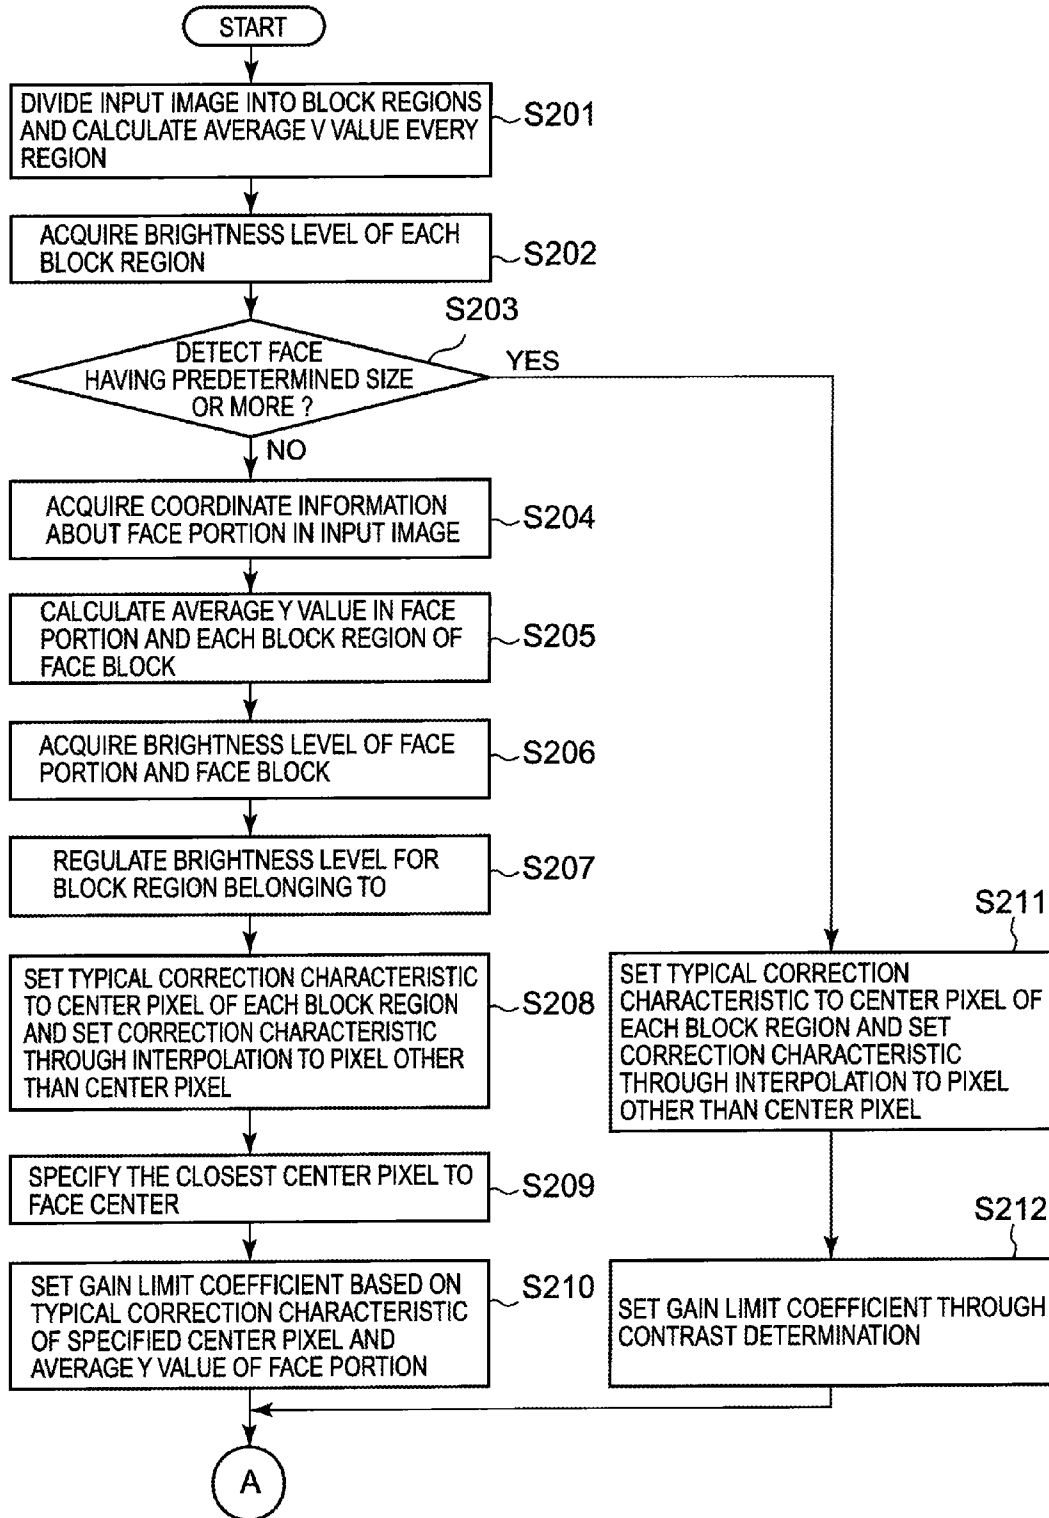 START
DIVIDE INPUT IMAGE INTO BLOCK REGIONS
AND CALCULATE AVERAGE V VALUE EVERY
REGION
S201
ACQUIRE BRIGHTNESS LEVEL OF EACH
BLOCK REGION
S202
S203
DETECT FACE
HAVING PREDETERMINED SIZE
OR MORE ?
YES
NO
ACQUIRE COORDINATE INFORMATION
ABOUT FACE PORTION IN INPUT IMAGE
S204
CALCULATE AVERAGE Y VALUE IN FACE
PORTION AND EACH BLOCK REGION OF
FACE BLOCK
S205
ACQUIRE BRIGHTNESS LEVEL OF FACE
PORTION AND FACE BLOCK
S206
REGULATE BRIGHTNESS LEVEL FOR
BLOCK REGION BELONGING TO
S207
SET TYPICAL CORRECTION CHARACTERISTIC
TO CENTER PIXEL OF EACH BLOCK REGION
AND SET CORRECTION CHARACTERISTIC
THROUGH INTERPOLATION TO PIXEL OTHER
THAN CENTER PIXEL
S208
SPECIFY THE CLOSEST CENTER PIXEL TO
FACE CENTER
S209
SET GAIN LIMIT COEFFICIENT BASED ON
TYPICAL CORRECTION CHARACTERISTIC
OF SPECIFIED CENTER PIXEL AND
AVERAGE Y VALUE OF FACE PORTION
S210
S211
SET TYPICAL CORRECTION
CHARACTERISTIC TO CENTER PIXEL OF
EACH BLOCK REGION AND SET
CORRECTION CHARACTERISTIC
THROUGH INTERPOLATION TO PIXEL
OTHER THAN CENTER PIXEL
S212
SET GAIN LIMIT COEFFICIENT THROUGH
CONTRAST DETERMINATION
A